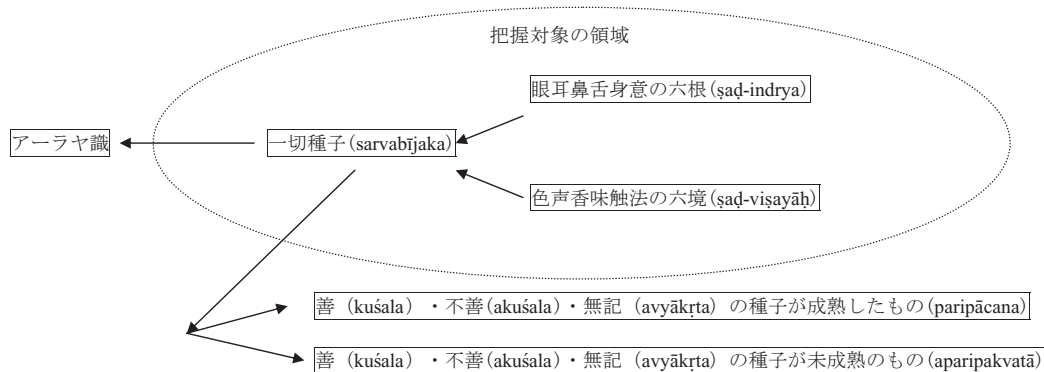 把握対象の領域
眼耳鼻舌身意の六根(ṣaḍ-indrya)
アーラヤ識
一切種子(sarvabījaka)
色声香味触法の六境(ṣaḍ-viṣayāḥ)
善（kuśala）・不善(akuśala)・無記（avyākṛta）の種子が成熟したもの(paripācana)
善（kuśala）・不善(akuśala)・無記（avyākṛta）の種子が未成熟のもの(aparipakvatā)